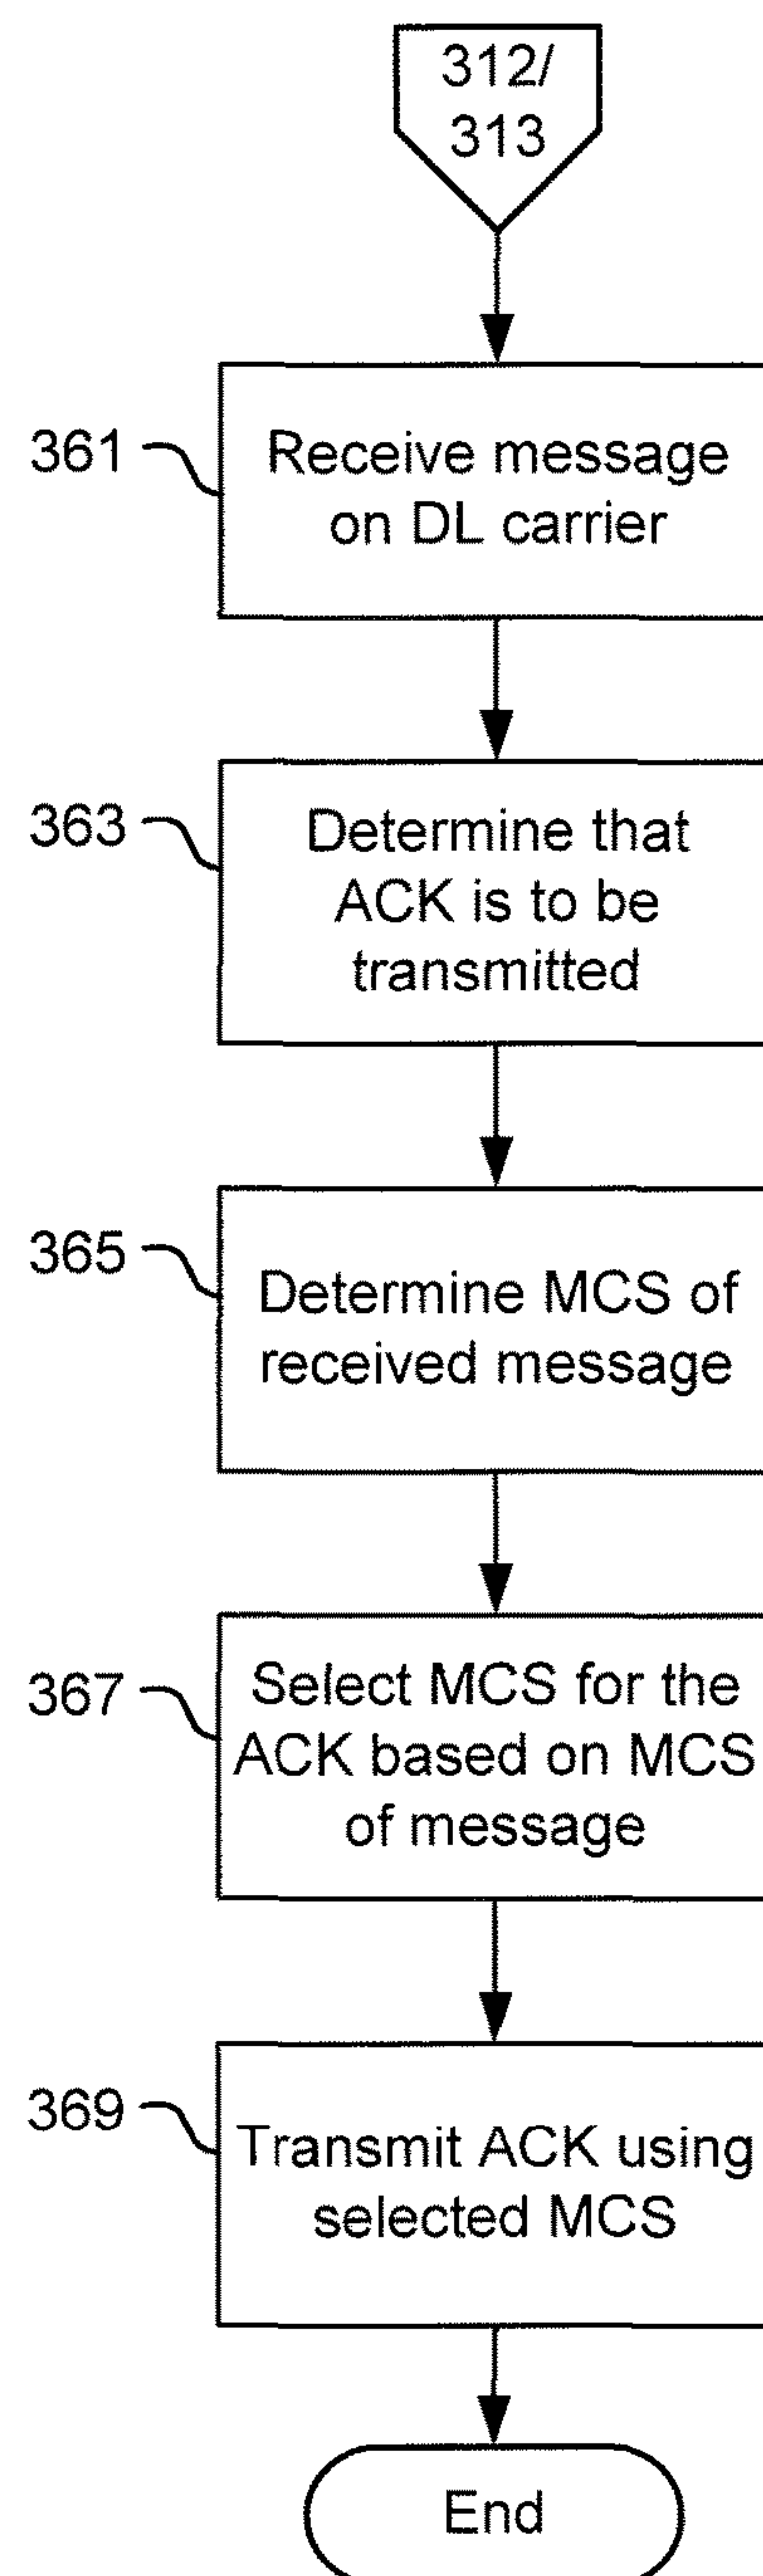 312/
313
361
Receive message
on DL carrier
363
Determine that
ACK is to be
transmitted
365
Determine MCS of
received message
367
Select MCS for the
ACK based on MCS
of message
369
Transmit ACK using
selected MCS
End